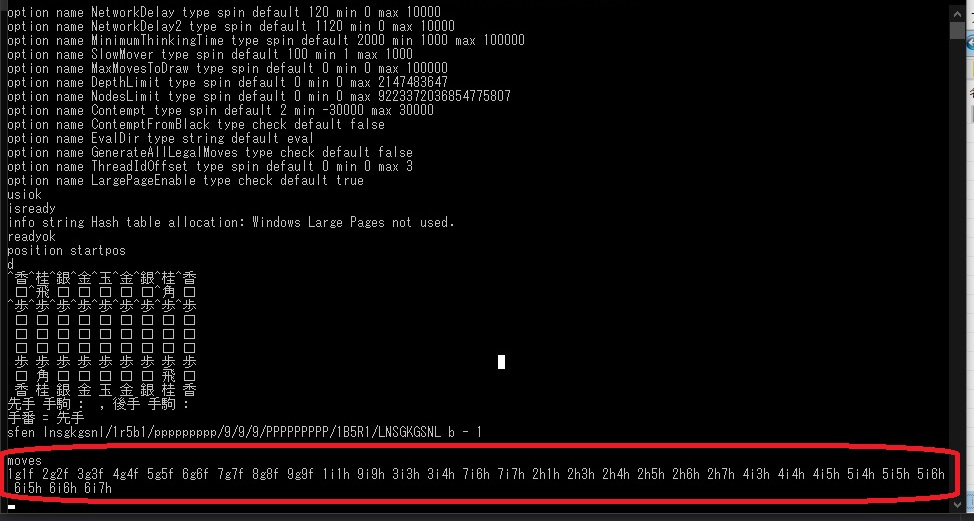 option name NetworkDelay type spin default 120 min 0 max 10000
option name NetworkDelay2 type spin default 1120 min 0 max 10000
option name MinimumThinkingTime type spin default 2000 min 1000 max 100000
option name SlowMover type spin default 100 min 1 max 1000
option name MaxMovesToDraw type spin default 0 min 0 max 100000
option name DepthLimit type spin default 0 min 0 max 2147483647
option name NodesLimit type spin default 0 min 0 max 9223372036854775807
option name Contempt type spin default 2 min -30000 max 30000
option name ContemptFromBlack type check default false
option name EvalDir type string default eval
option name GenerateAllLegalMoves type check default false
option name ThreadIdOffset type spin default 0 min 0 max 3
option name LargePageEnable type check default true
usiok
isready
info string Hash table allocation: Windows Large Pages not used.
readyok
position startpos
d
^香^桂^銀^金^玉^金^銀^桂^香
 口^飛 口 口 口 口 口^角 口
^歩^歩^歩^歩^歩^歩^歩^歩^歩
 口 口 口 口 口 口 口 口 口
 口 口 口 口 口 口 口 口 口
 口 口 口 口 口 口 口 口 口
 歩 歩 歩 歩 歩 歩 歩 歩 歩
 口 角 口 口 口 口 口 飛 口
 香 桂 銀 金 玉 金 銀 桂 香
先手 手駒 :  , 後手 手駒 :
手番 = 先手
sfen lnsgkgsnl/1r5b1/ppppppppp/9/9/9/PPPPPPPPP/1B5R1/LNSGKGSNL b - 1
moves
1g1f 2g2f 3g3f 4g4f 5g5f 6g6f 7g7f 8g8f 9g9f 1i1h 9i9h 3i3h 3i4h 7i6h 7i7h 2h1h 2h3h 2h4h 2h5h 2h6h 2h7h 4i3h 4i4h 4i5h 5i4h 5i5h 5i6h
 6i5h 6i6h 6i7h